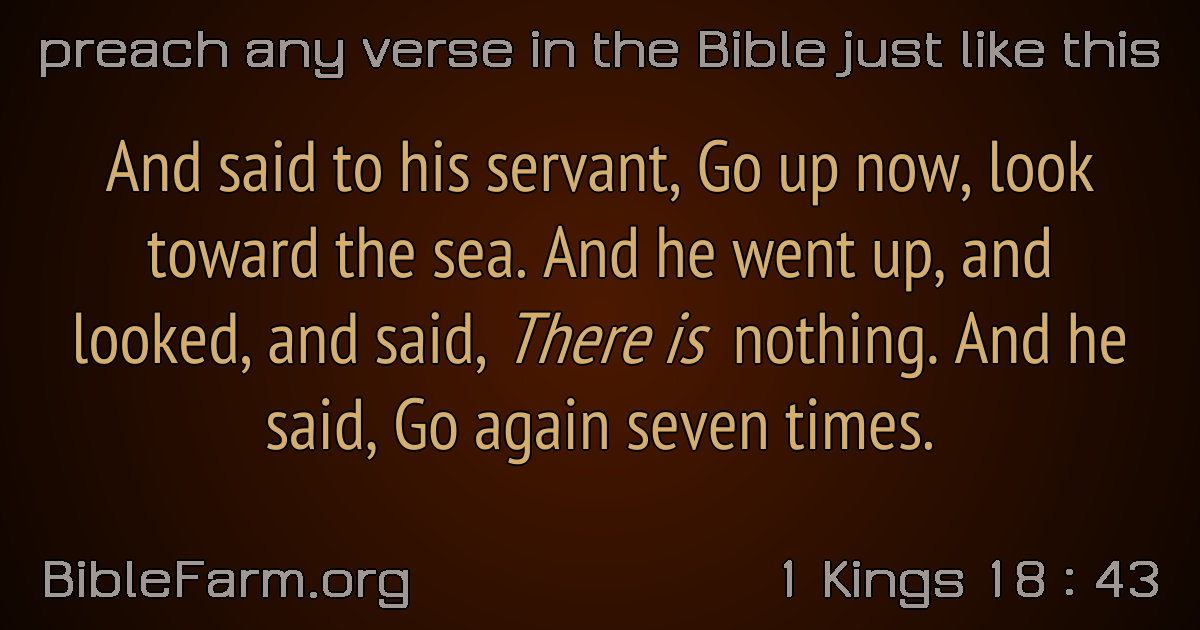 preach any verse in the Bible just like this
And said to his servant, Go up now, look
toward the sea. And he went up, and
looked, and said, There is nothing. And he
said, Go again seven times.
BibleFarm.org
1 Kings 18 : 43